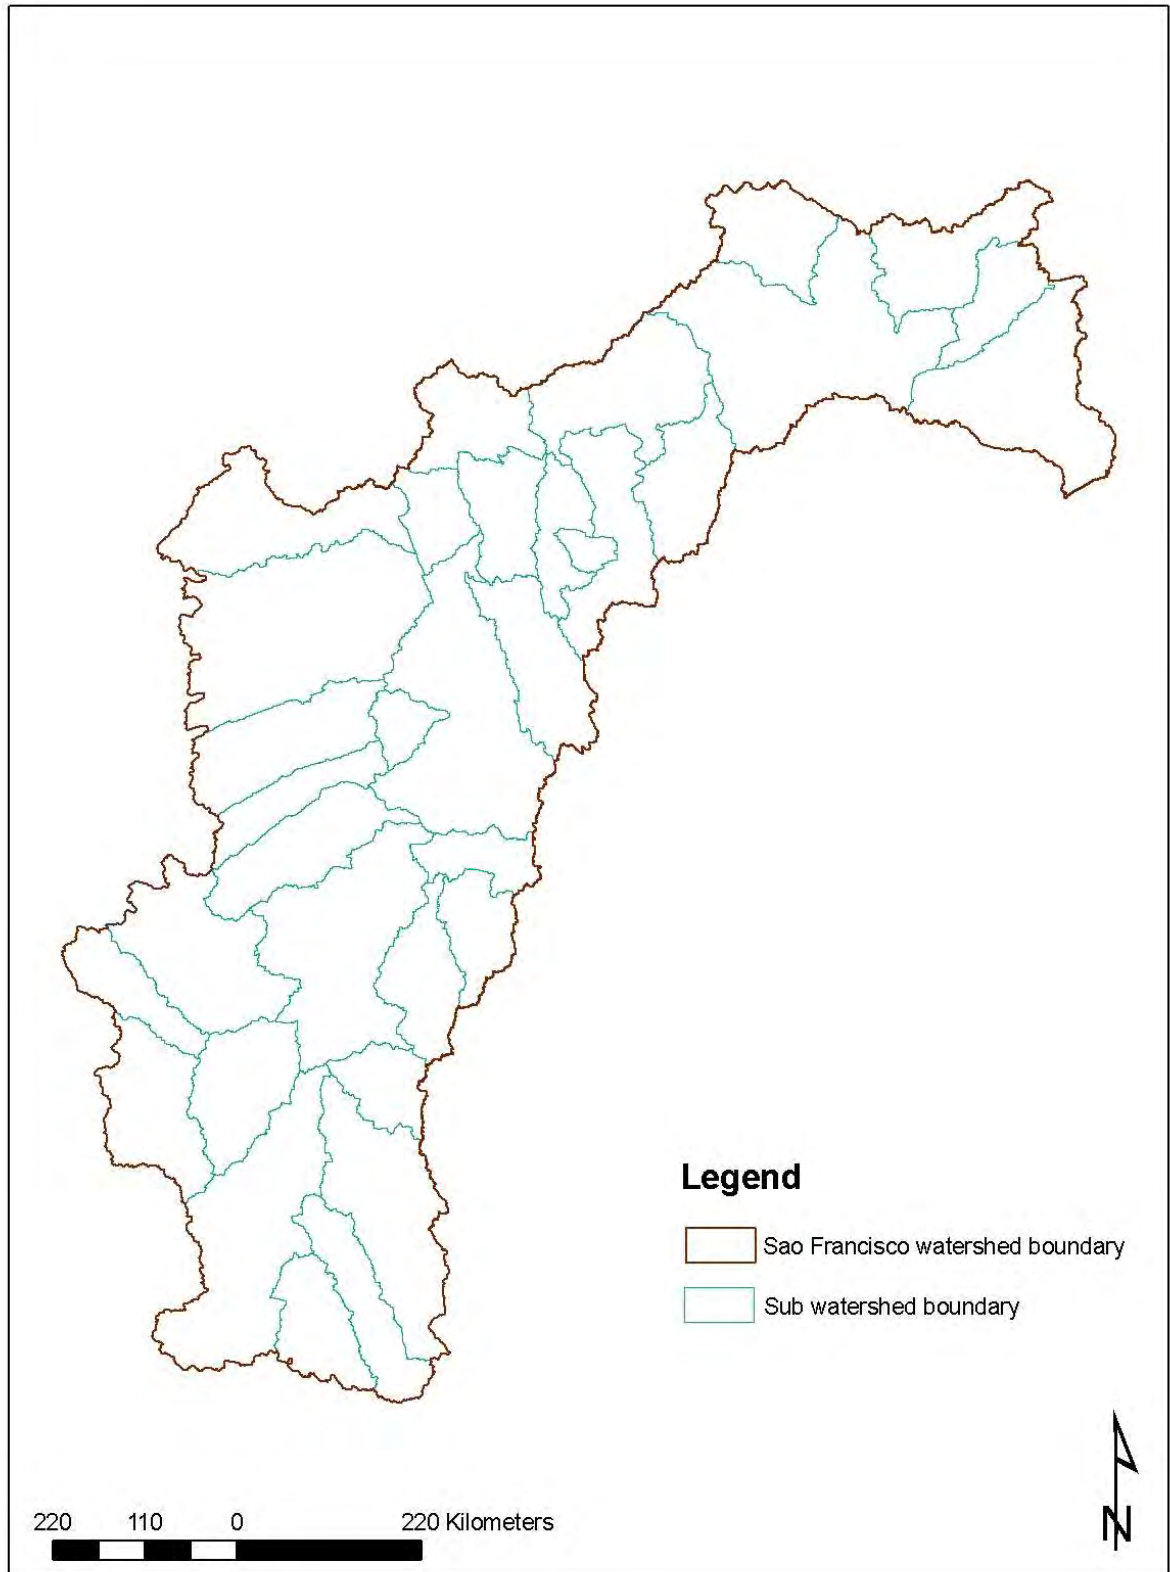 Legend
Sao Francisco watershed boundary
Sub watershed boundary
220 110 0 220 Kilometers
N